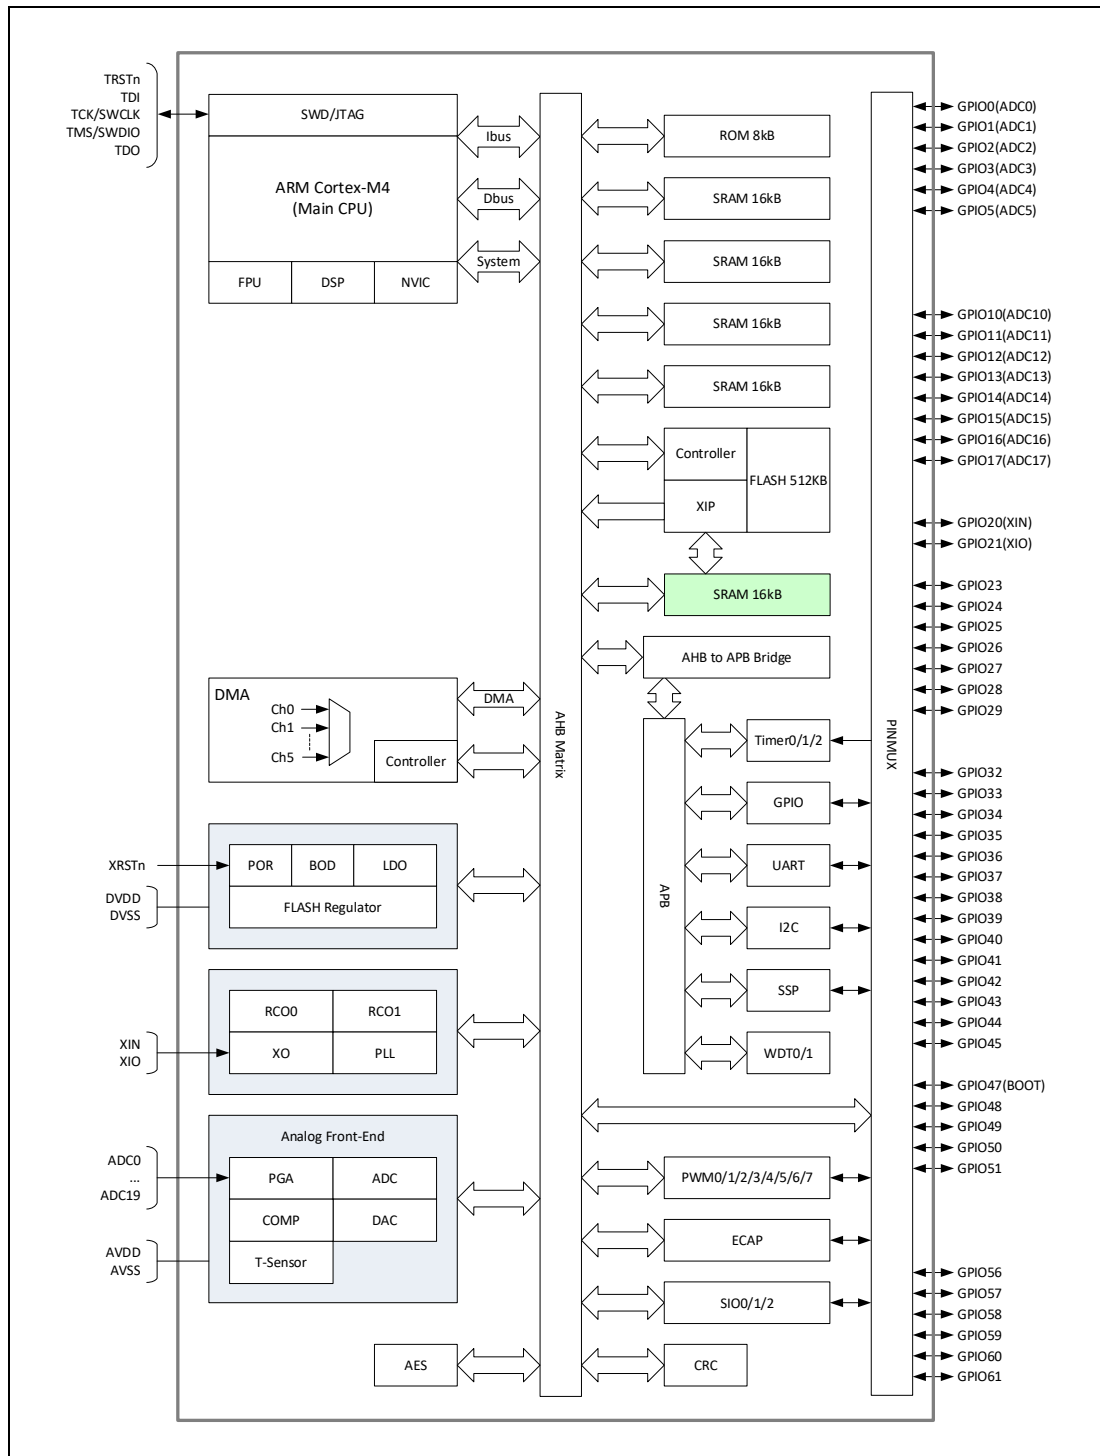 TRSTn
TDI
TCK/SWCLK
TMS/SWDIO
TDO
SWD/JTAG
ARM Cortex-M4
(Main CPU)
FPU
DSP
NVIC
Ibus
Dbus
System
DMA
Ch0
Ch1
Ch5
Controller
DMA
XRSTn
DVDD
DVSS
POR
BOD
LDO
FLASH Regulator
XIN
XIO
RCO0
RCO1
XO
PLL
ADC0
...
ADC19
AVDD
AVSS
Analog Front-End
PGA
ADC
COMP
DAC
T-Sensor
AES
AHB Matrix
ROM 8kB
SRAM 16kB
SRAM 16kB
SRAM 16kB
SRAM 16kB
Controller
FLASH 512KB
XIP
SRAM 16kB
AHB to APB Bridge
APB
Timer0/1/2
GPIO
UART
I2C
SSP
WDT0/1
PWM0/1/2/3/4/5/6/7
ECAP
SIO0/1/2
CRC
PINMUX
GPIO0(ADC0)
GPIO1(ADC1)
GPIO2(ADC2)
GPIO3(ADC3)
GPIO4(ADC4)
GPIO5(ADC5)
GPIO10(ADC10)
GPIO11(ADC11)
GPIO12(ADC12)
GPIO13(ADC13)
GPIO14(ADC14)
GPIO15(ADC15)
GPIO16(ADC16)
GPIO17(ADC17)
GPIO20(XIN)
GPIO21(XIO)
GPIO23
GPIO24
GPIO25
GPIO26
GPIO27
GPIO28
GPIO29
GPIO32
GPIO33
GPIO34
GPIO35
GPIO36
GPIO37
GPIO38
GPIO39
GPIO40
GPIO41
GPIO42
GPIO43
GPIO44
GPIO45
GPIO47(BOOT)
GPIO48
GPIO49
GPIO50
GPIO51
GPIO56
GPIO57
GPIO58
GPIO59
GPIO60
GPIO61